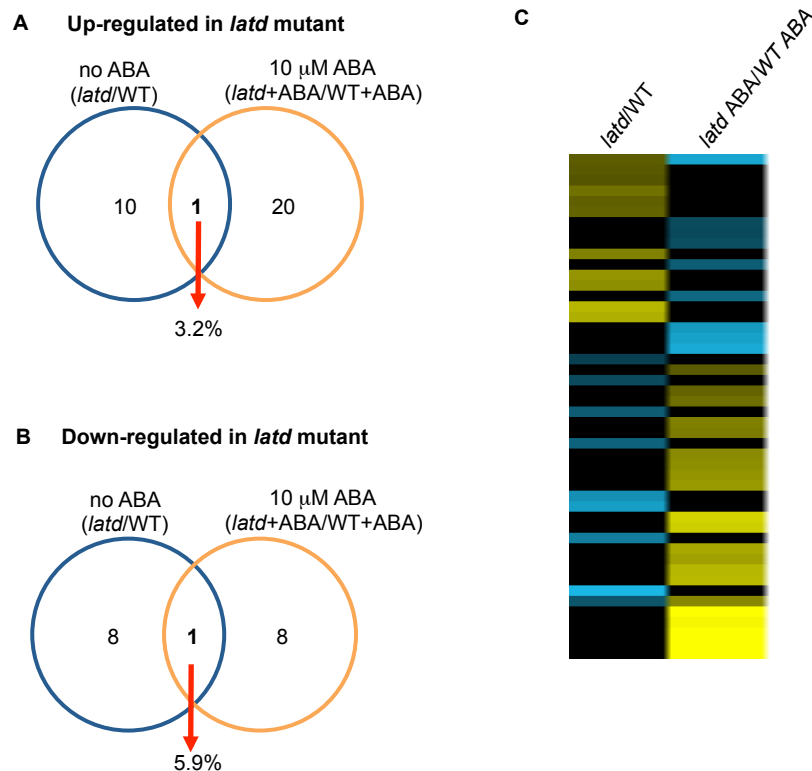 A Up-regulated in latd mutant
no ABA
(latd/WT)
10 μM ABA
(latd+ABA/WT+ABA)
10
1
20
3.2%
B Down-regulated in latd mutant
no ABA
(latd/WT)
10 μM ABA
(latd+ABA/WT+ABA)
8
1
8
5.9%
C
latd/WT
latd ABA/WT ABA